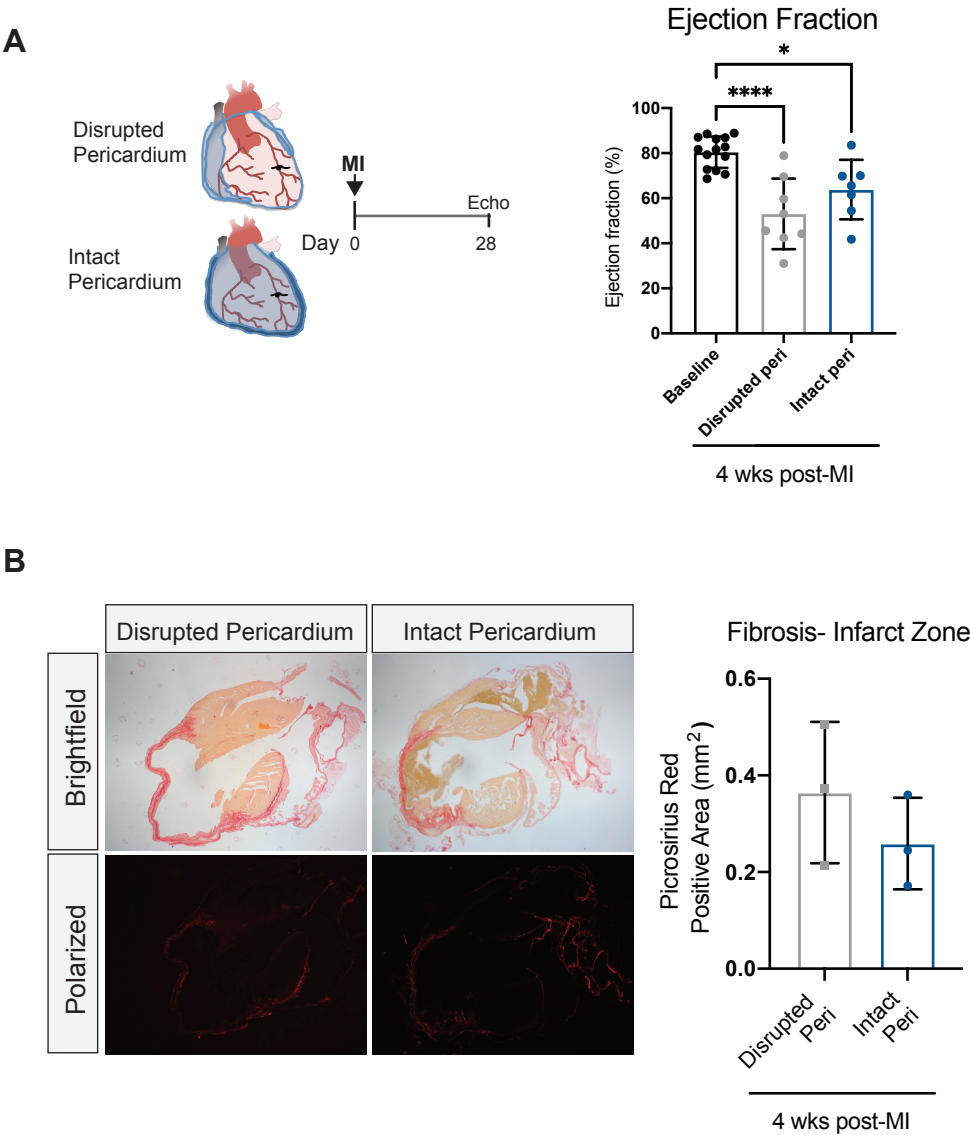 A
Disrupted
Pericardium
Intact
Pericardium
MI
Echo
Day 0 28
Ejection Fraction
*
****
Ejection fraction (%)
100
80
60
40
20
0
Baseline
Disrupted peri
Intact peri
4 wks post-MI
B
Disrupted Pericardium
Intact Pericardium
Brightfield
Polarized
Fibrosis- Infarct Zone
Picrosirius Red
Positive Area (mm²)
0.6
0.4
0.2
0.0
Disrupted
Peri
Intact
Peri
4 wks post-MI